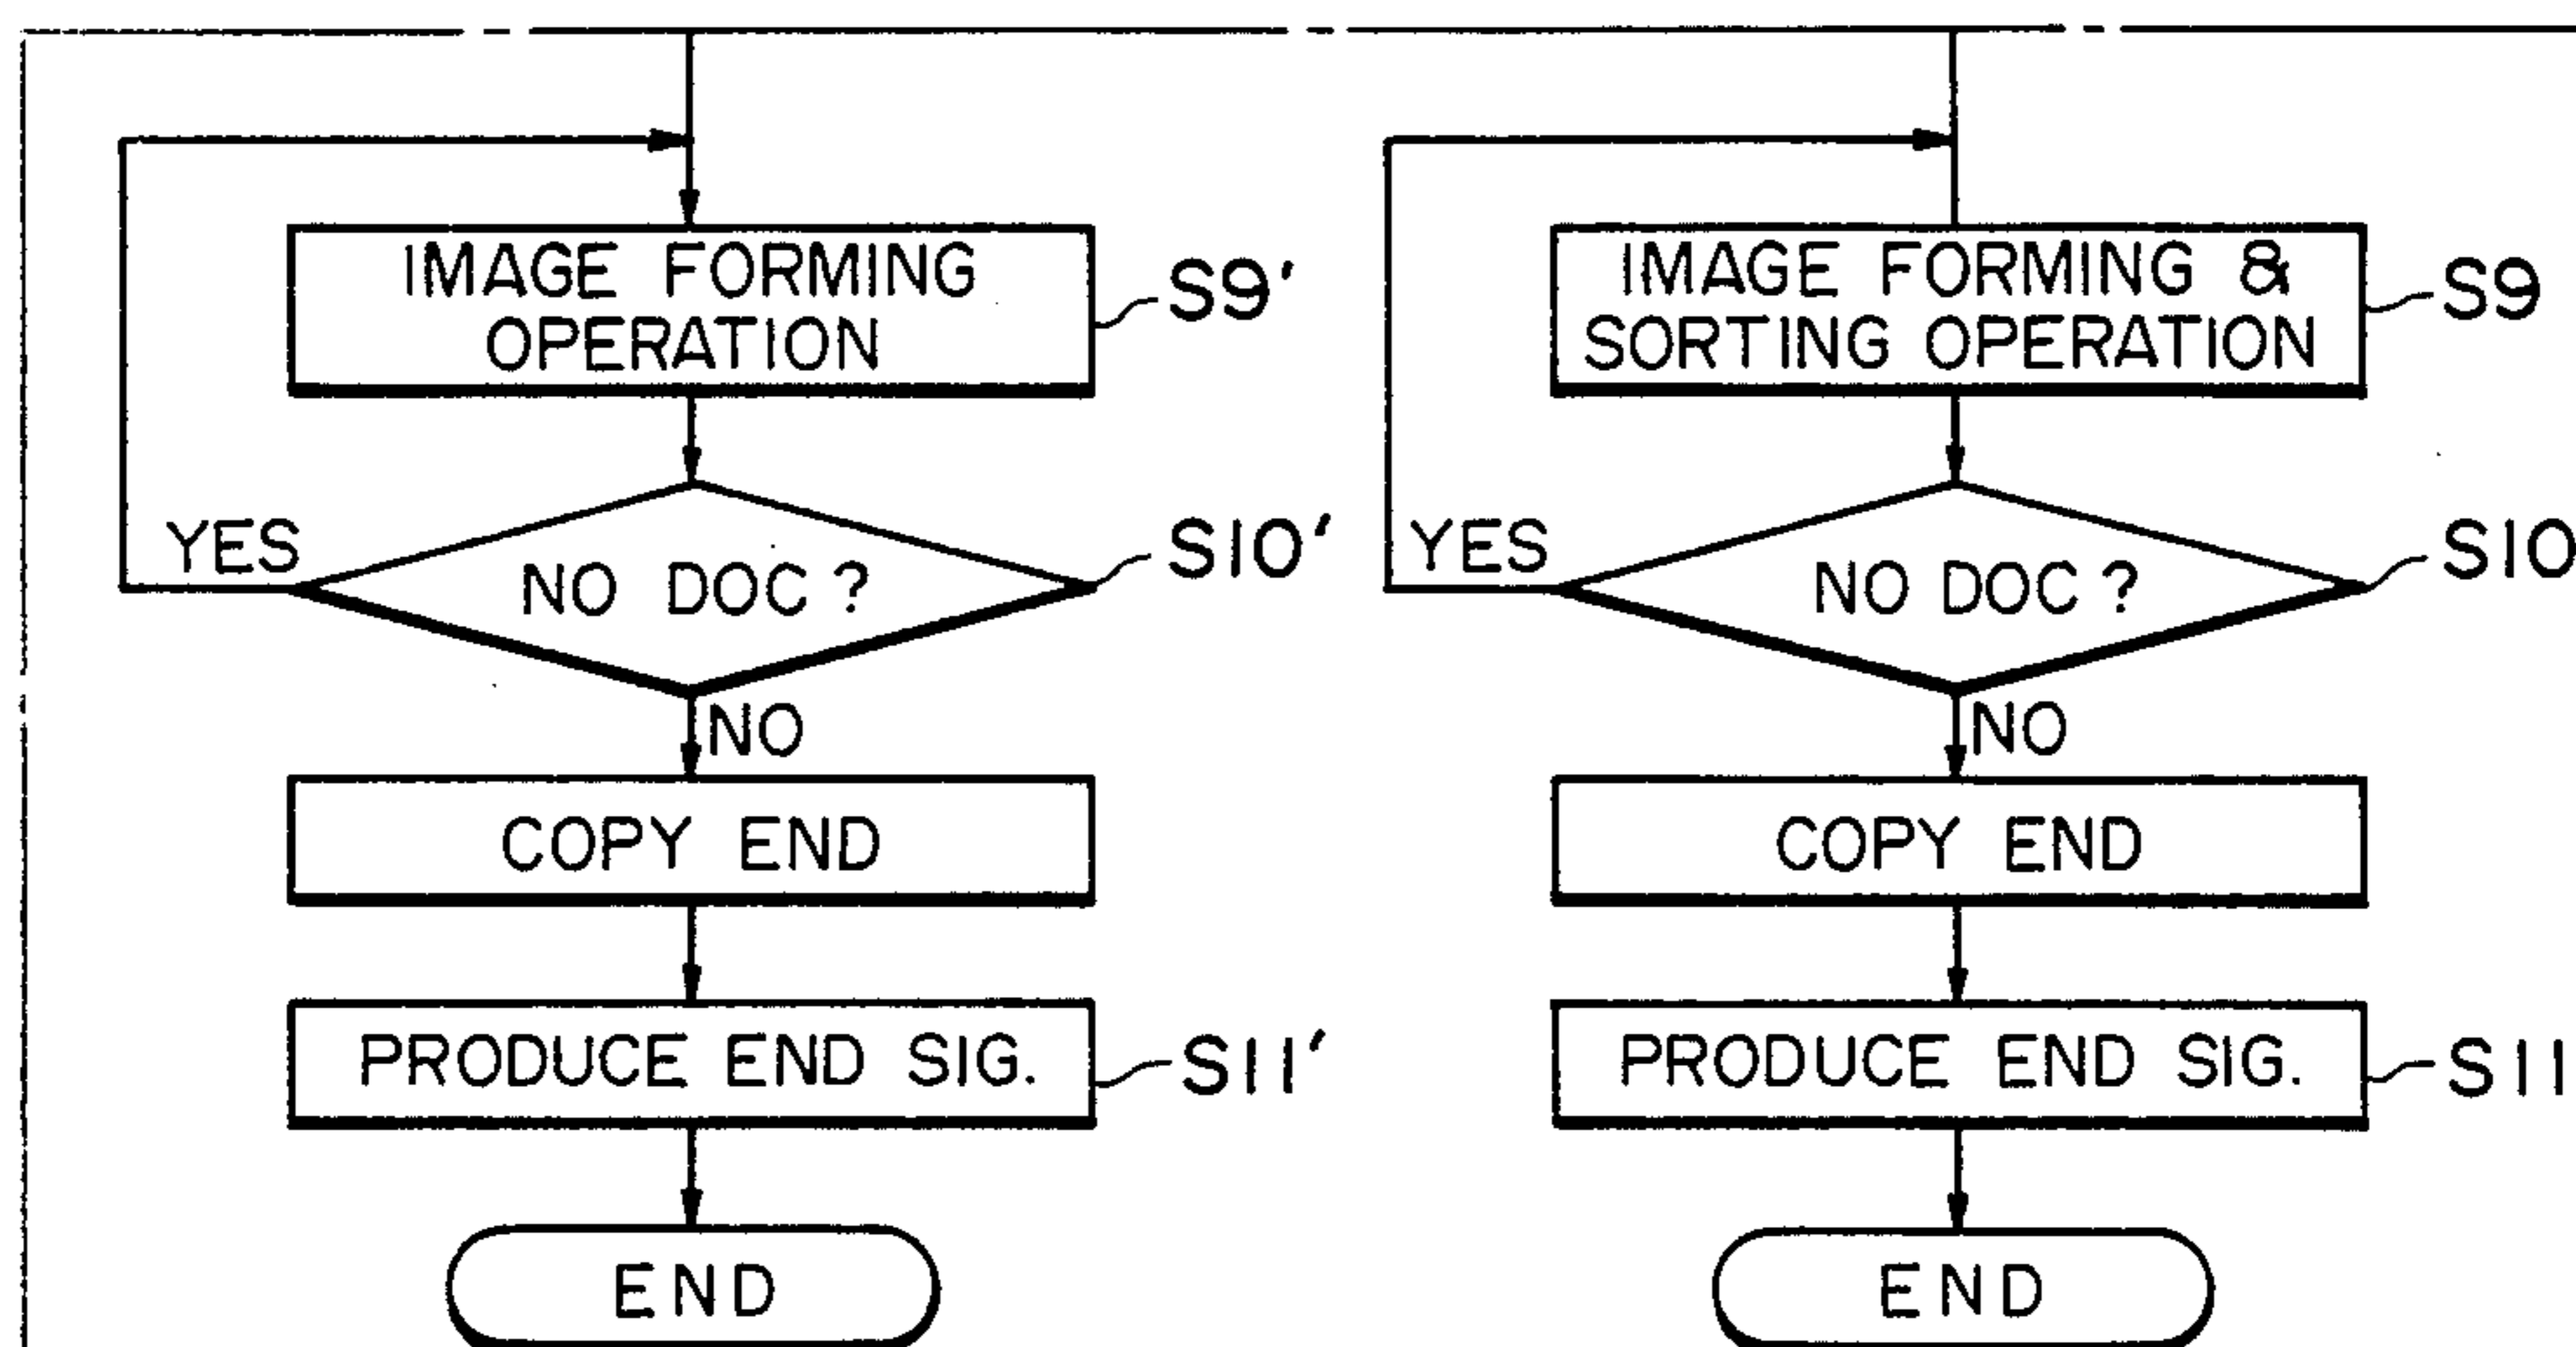 IMAGE FORMING
OPERATION
S9'
YES
NO DOC?
S10'
NO
COPY END
PRODUCE END SIG.
S11'
END
IMAGE FORMING &
SORTING OPERATION
S9
YES
NO DOC?
S10
NO
COPY END
PRODUCE END SIG.
S11
END